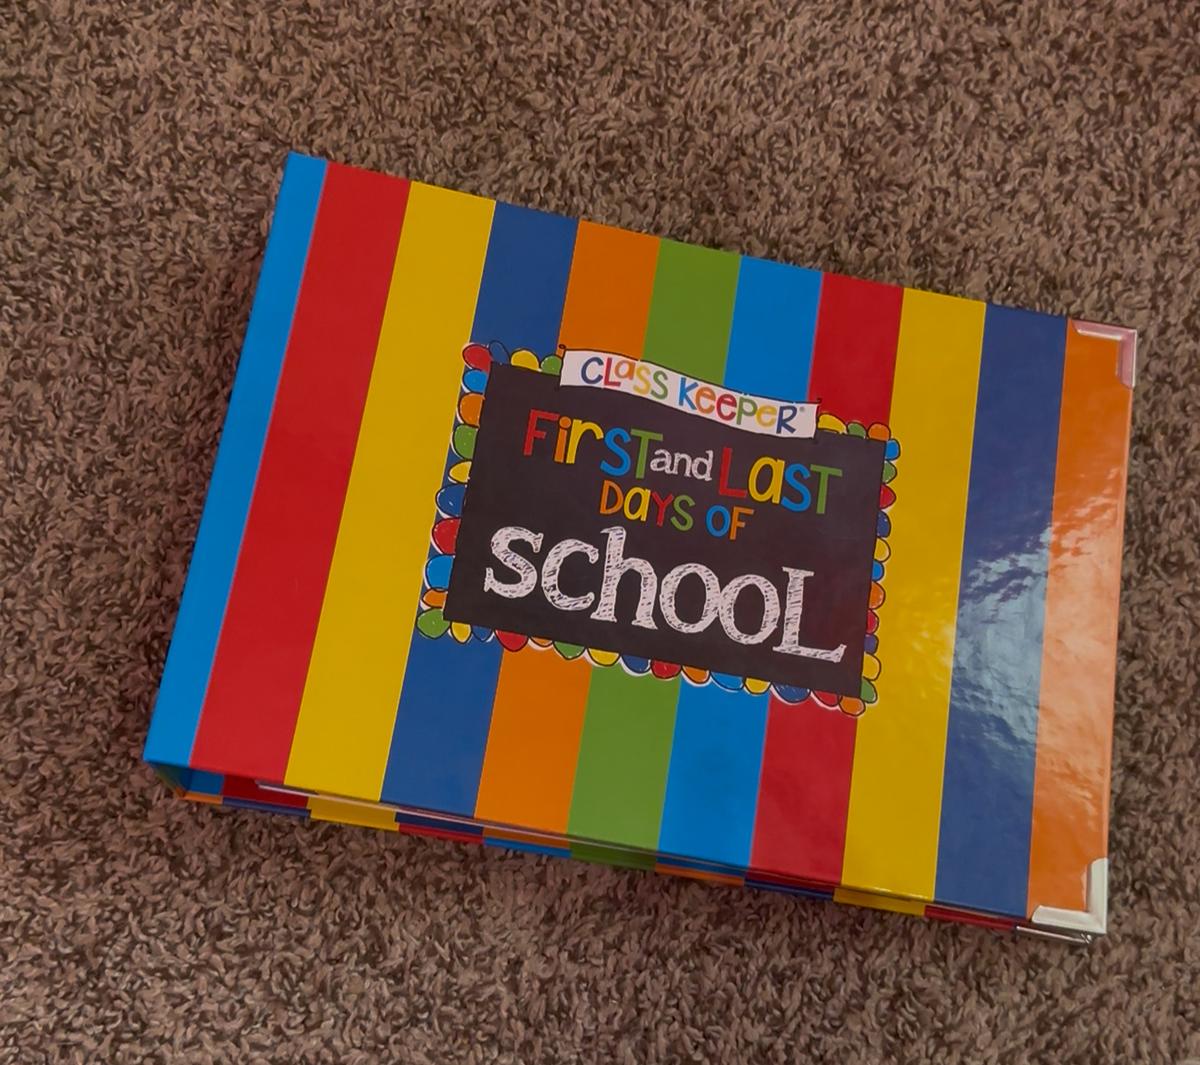 CLASS KEEPER®
First and Last
Days of
School